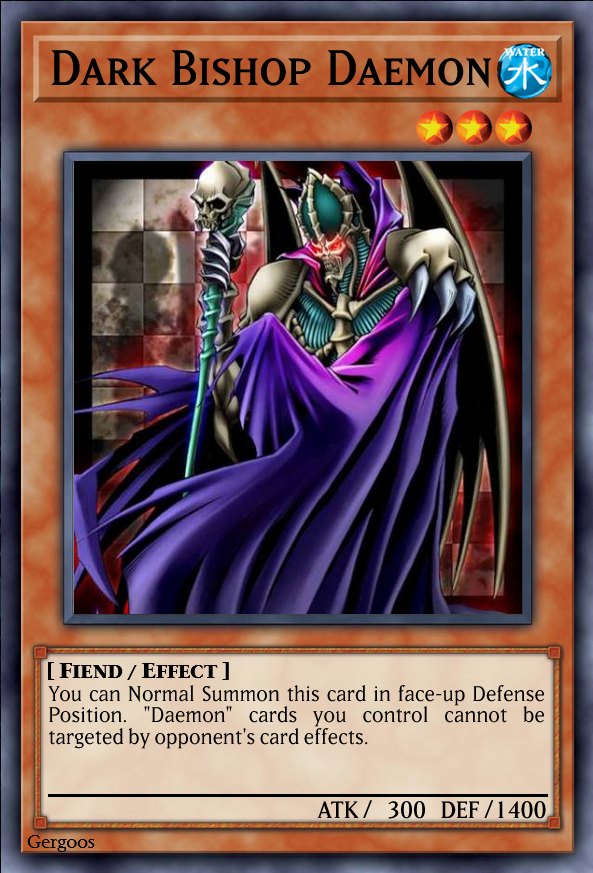 Dark Bishop Daemon
WATER
水
[ Fiend / Effect ]
You can Normal Summon this card in face-up Defense
Position. "Daemon" cards you control cannot be
targeted by opponent's card effects.
ATK / 300 DEF /1400
Gergoos